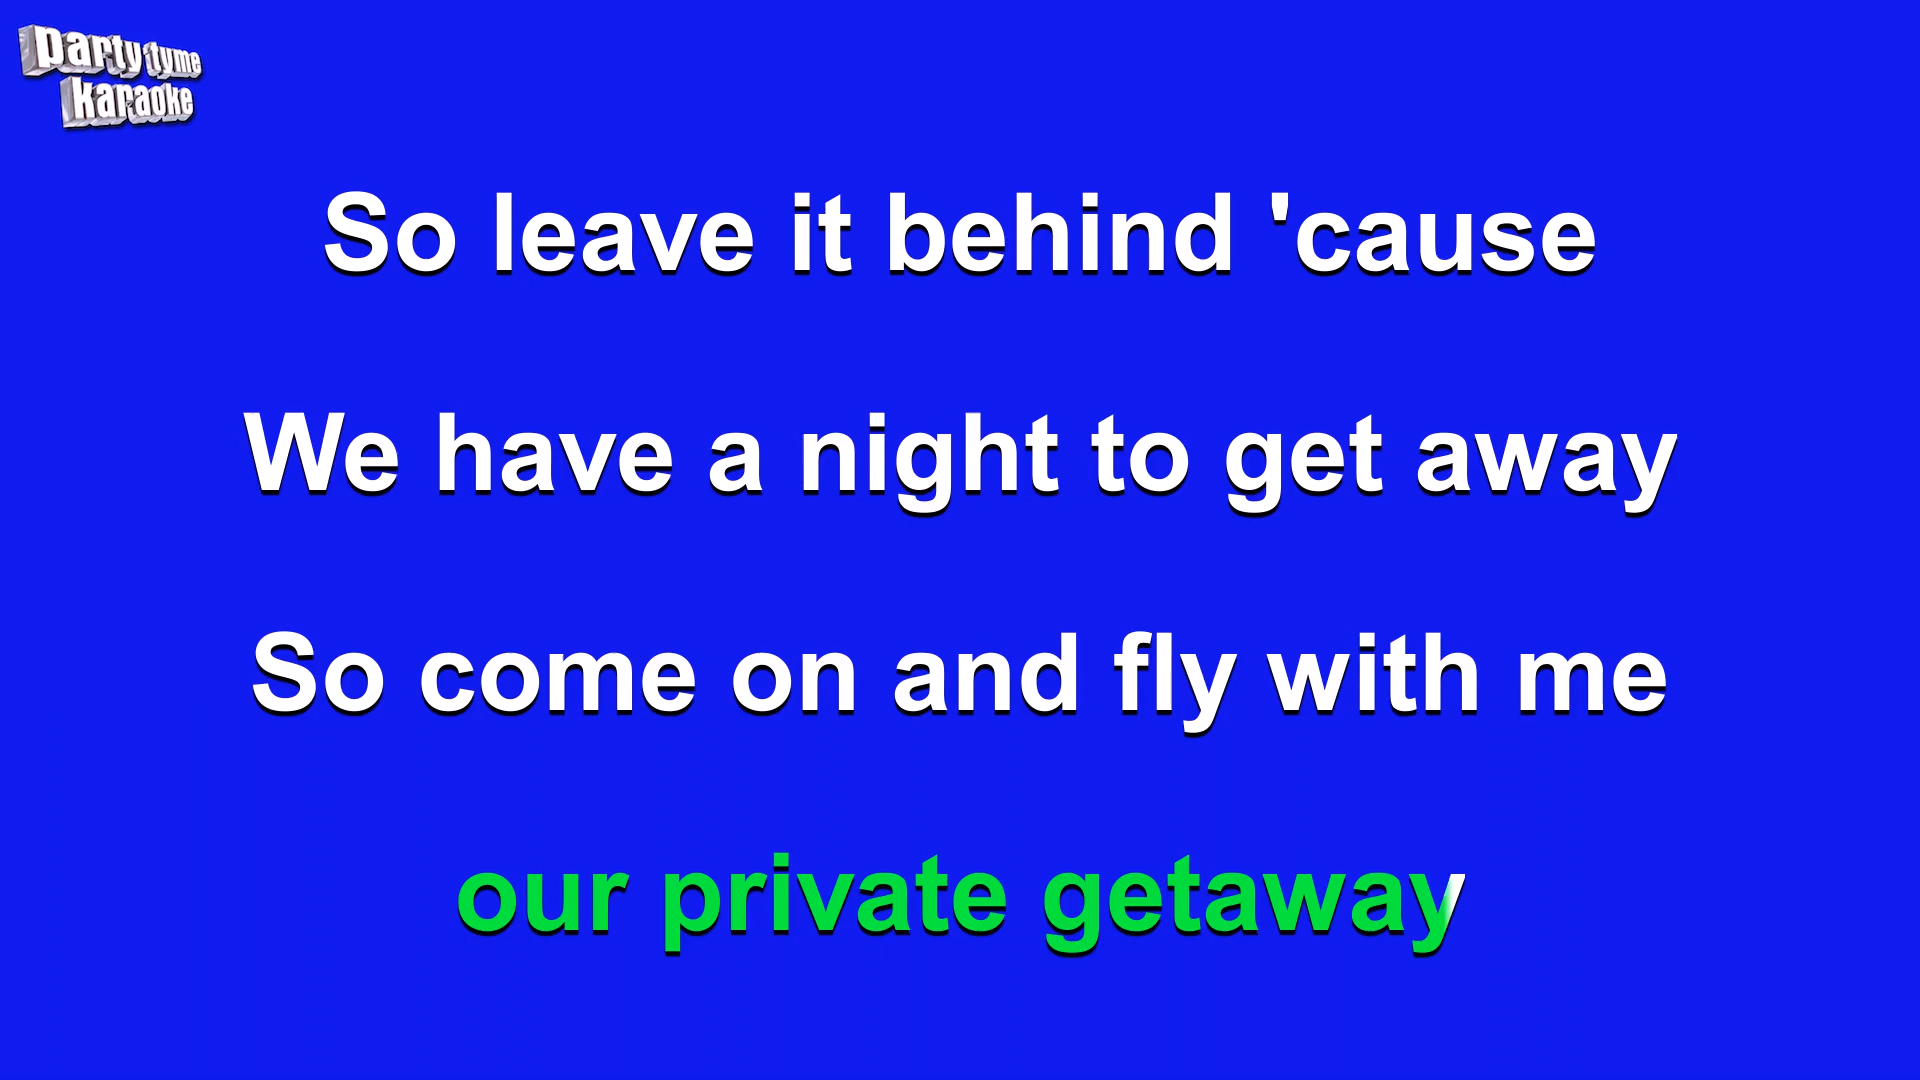 party tyme
karaoke
So leave it behind 'cause
We have a night to get away
So come on and fly with me
our private getaway